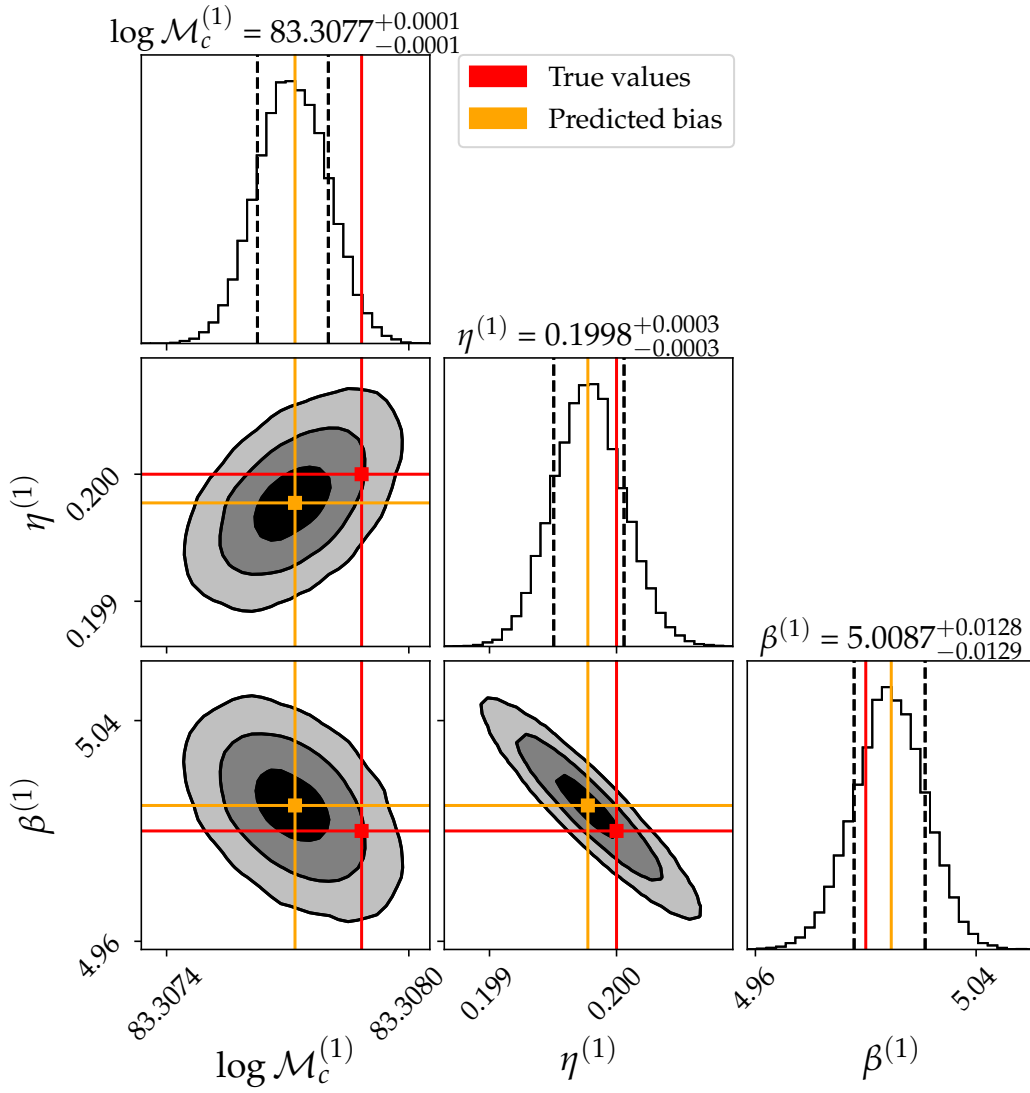 log ℳ_c^(1) = 83.3077^{+0.0001}_{−0.0001}
True values
Predicted bias
η^(1) = 0.1998^{+0.0003}_{−0.0003}
η^(1)
0.200
0.199
β^(1) = 5.0087^{+0.0128}_{−0.0129}
β^(1)
5.04
4.96
83.3074
83.3080
0.199
0.200
4.96
5.04
log ℳ_c^(1)
η^(1)
β^(1)